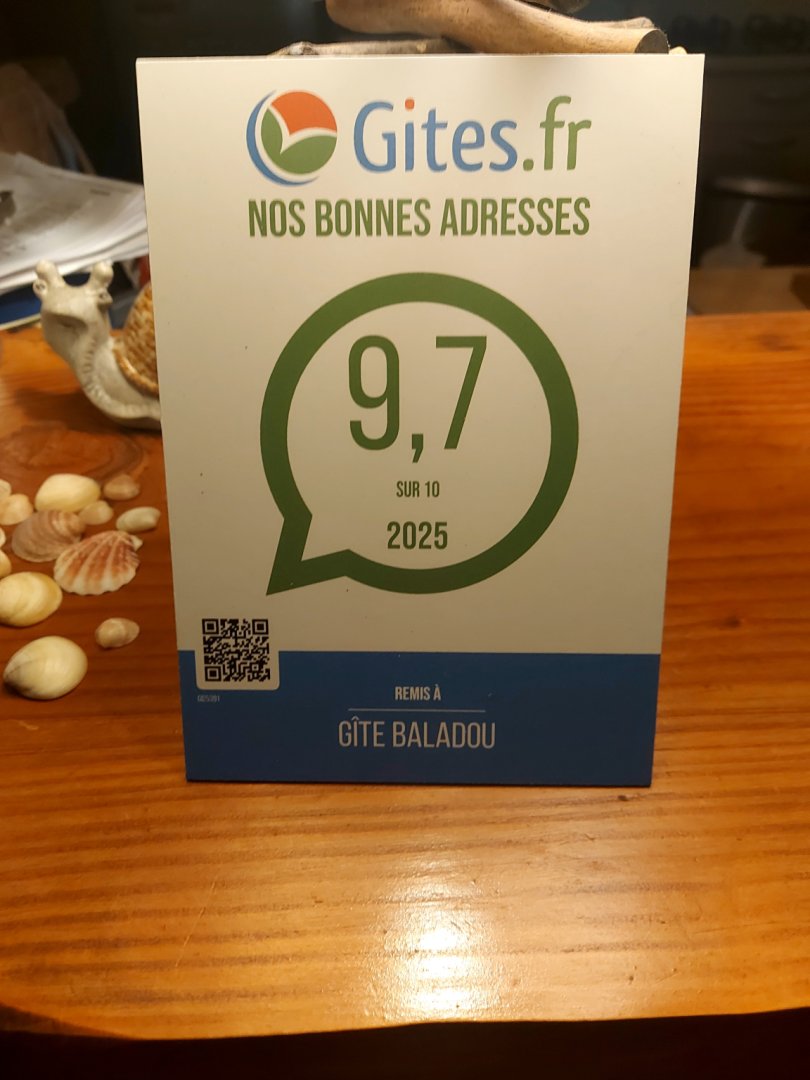 Gites.fr
NOS BONNES ADRESSES
9,7
SUR 10
2025
REMIS À
GÎTE BALADOU